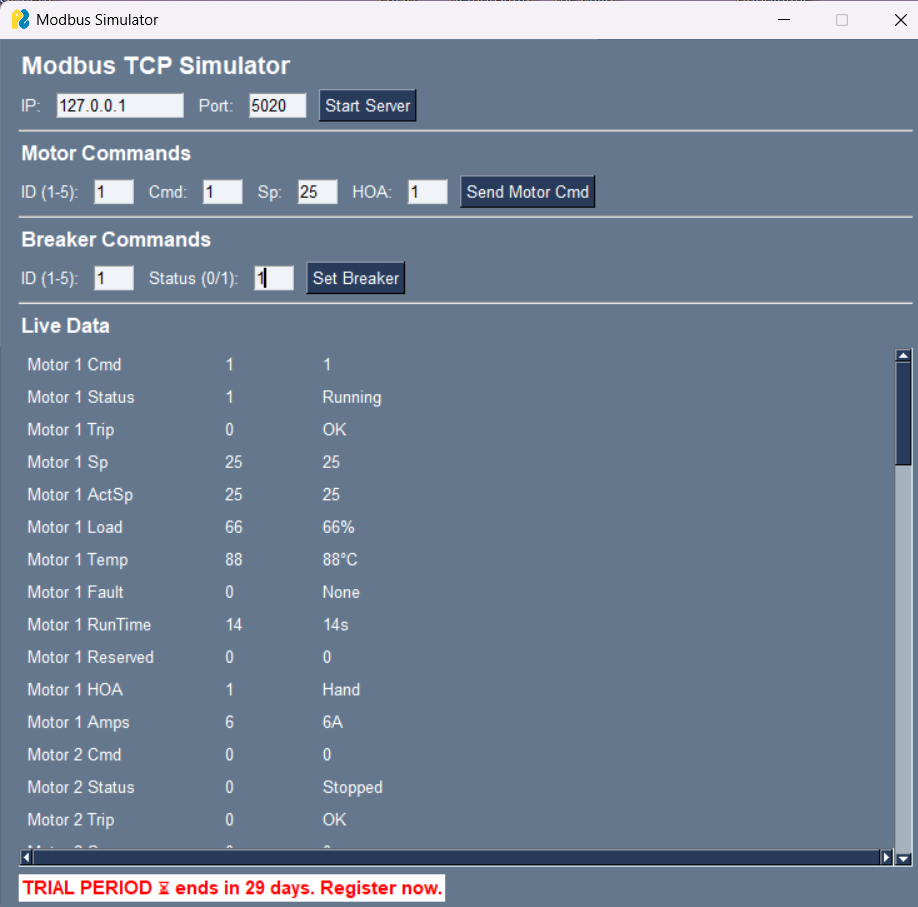 Modbus Simulator
Modbus TCP Simulator
IP: 127.0.0.1 Port: 5020 Start Server
Motor Commands
ID (1-5): 1 Cmd: 1 Sp: 25 HOA: 1 Send Motor Cmd
Breaker Commands
ID (1-5): 1 Status (0/1): 1 Set Breaker
Live Data
Motor 1 Cmd 1 1
Motor 1 Status 1 Running
Motor 1 Trip 0 OK
Motor 1 Sp 25 25
Motor 1 ActSp 25 25
Motor 1 Load 66 66%
Motor 1 Temp 88 88°C
Motor 1 Fault 0 None
Motor 1 RunTime 14 14s
Motor 1 Reserved 0 0
Motor 1 HOA 1 Hand
Motor 1 Amps 6 6A
Motor 2 Cmd 0 0
Motor 2 Status 0 Stopped
Motor 2 Trip 0 OK
TRIAL PERIOD ⏳ ends in 29 days. Register now.